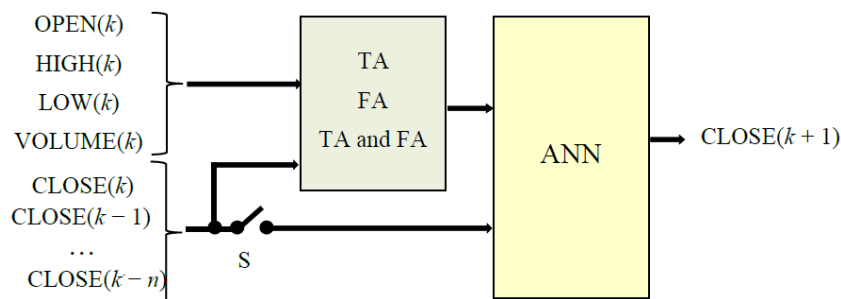 OPEN(k)
HIGH(k)
LOW(k)
VOLUME(k)
CLOSE(k)
CLOSE(k − 1)
…
CLOSE(k − n)
S
TA
FA
TA and FA
ANN
CLOSE(k + 1)